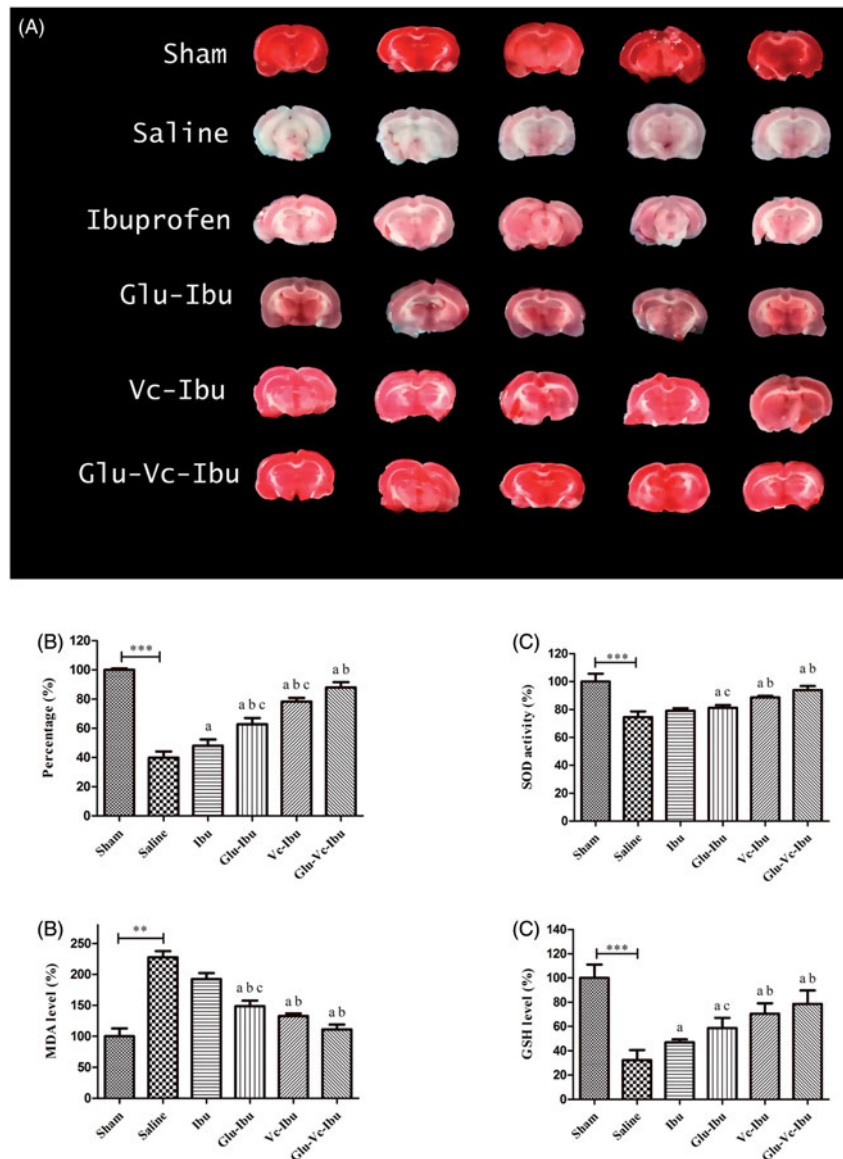 (A)
Sham
Saline
Ibuprofen
Glu-Ibu
Vc-Ibu
Glu-Vc-Ibu
(B)
Percentage (%)
120
100
80
60
40
20
0
***
a
a b c
a b c
a b
Sham
Saline
Ibu
Glu-Ibu
Vc-Ibu
Glu-Vc-Ibu
(C)
SOD activity (%)
120
100
80
60
40
20
0
***
a c
a b
a b
Sham
Saline
Ibu
Glu-Ibu
Vc-Ibu
Glu-Vc-Ibu
(B)
MDA level (%)
250
200
150
100
50
0
**
a b c
a b
a b
Sham
Saline
Ibu
Glu-Ibu
Vc-Ibu
Glu-Vc-Ibu
(C)
GSH level (%)
140
120
100
80
60
40
20
0
***
a
a c
a b
a b
Sham
Saline
Ibu
Glu-Ibu
Vc-Ibu
Glu-Vc-Ibu